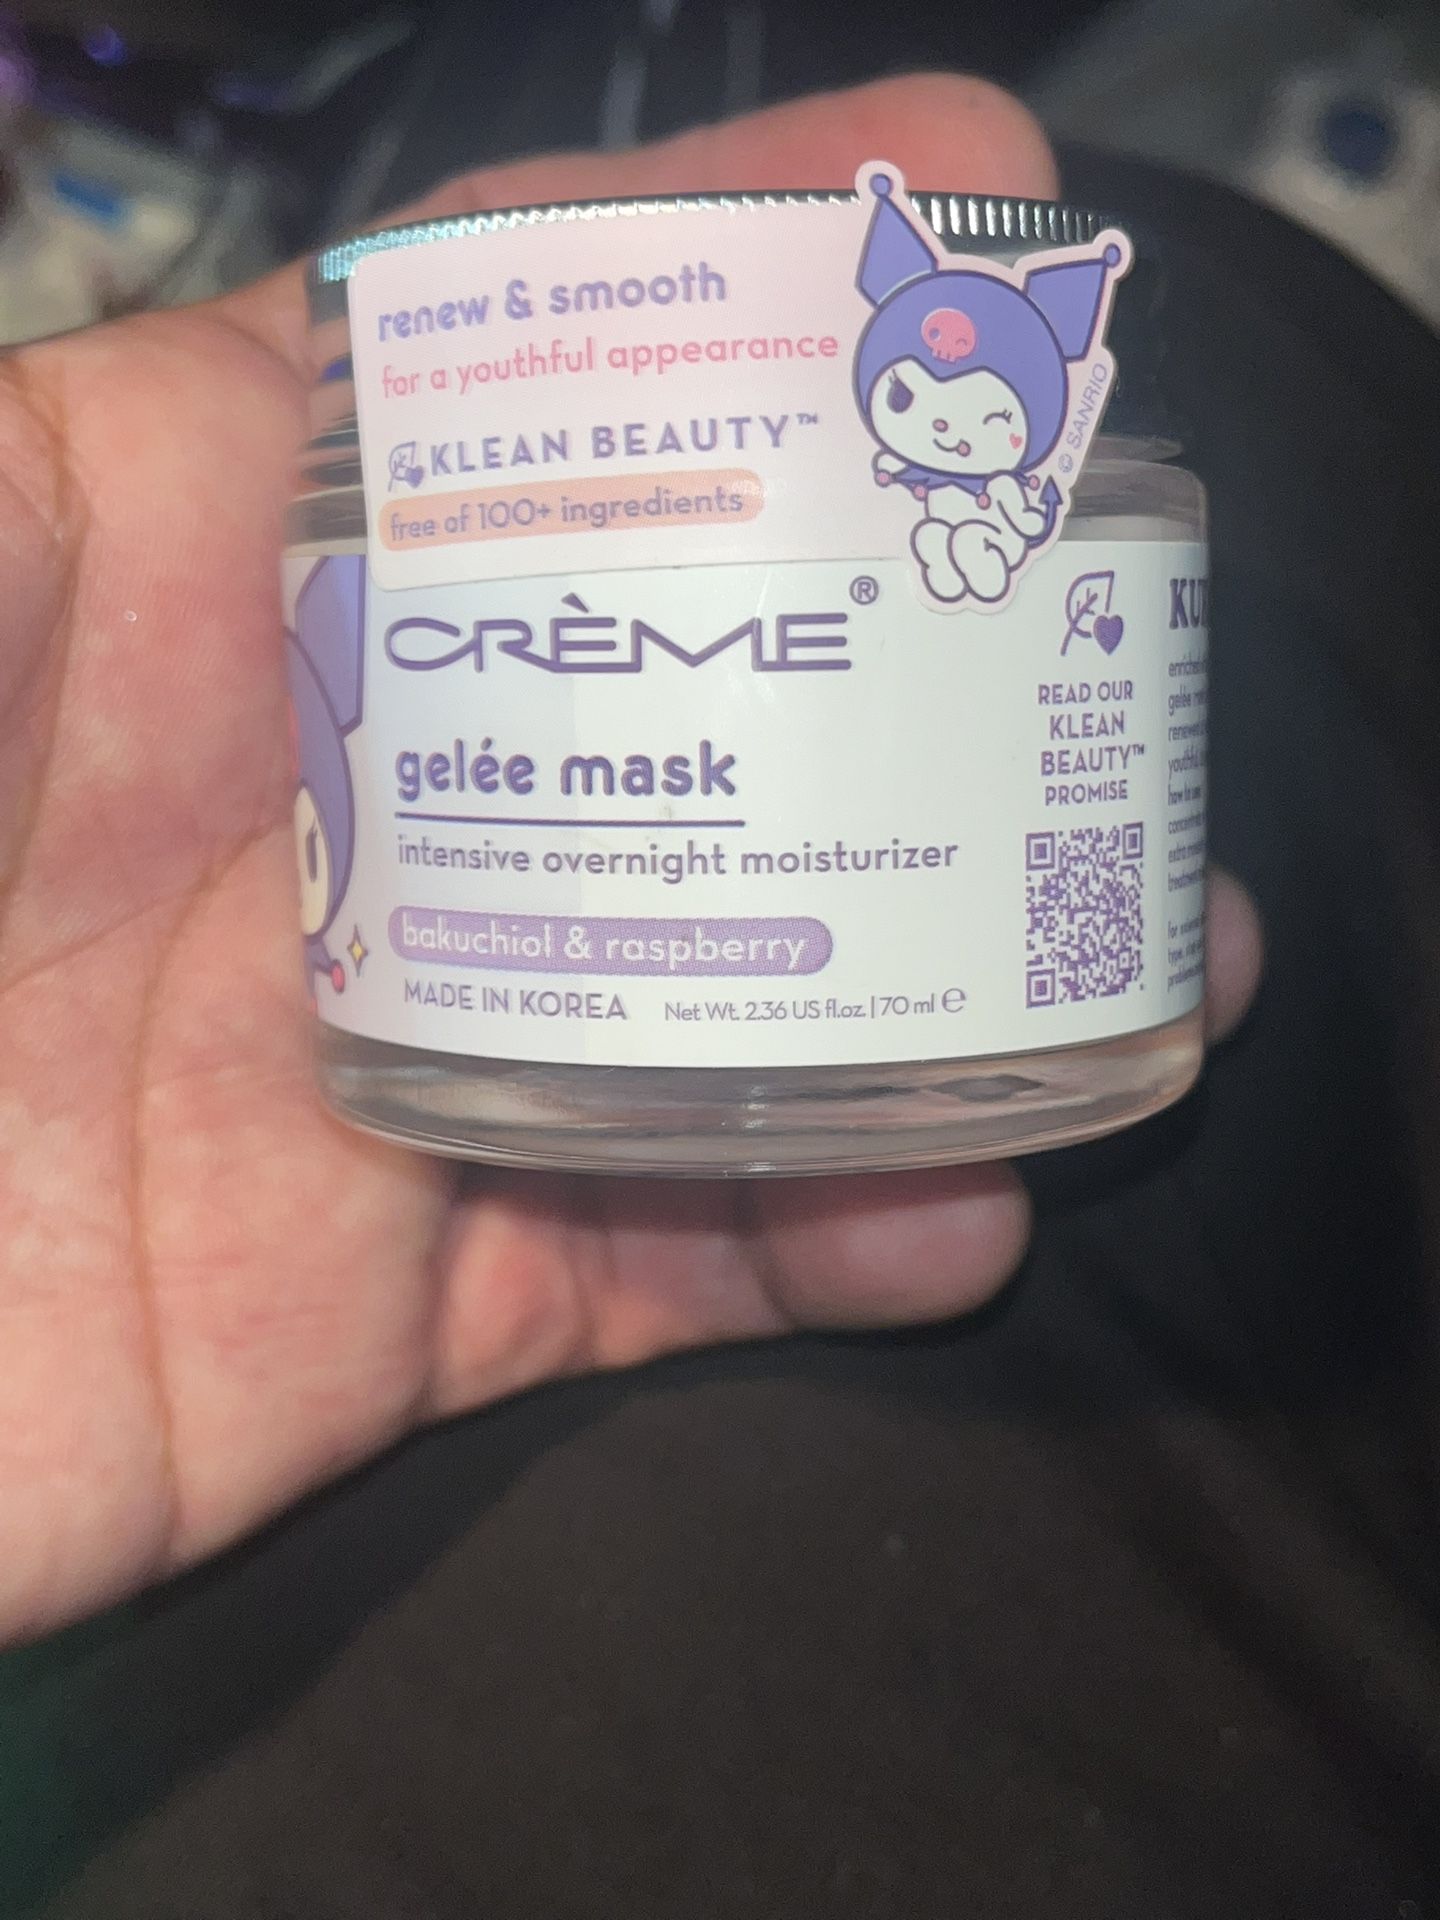 renew & smooth
for a youthful appearance
KLEAN BEAUTY™
free of 100+ ingredients
© SANRIO
CRÈME®
gelée mask
intensive overnight moisturizer
bakuchiol & raspberry
MADE IN KOREA Net Wt. 2.36 US fl.oz. | 70 ml ℮
READ OUR
KLEAN
BEAUTY™
PROMISE